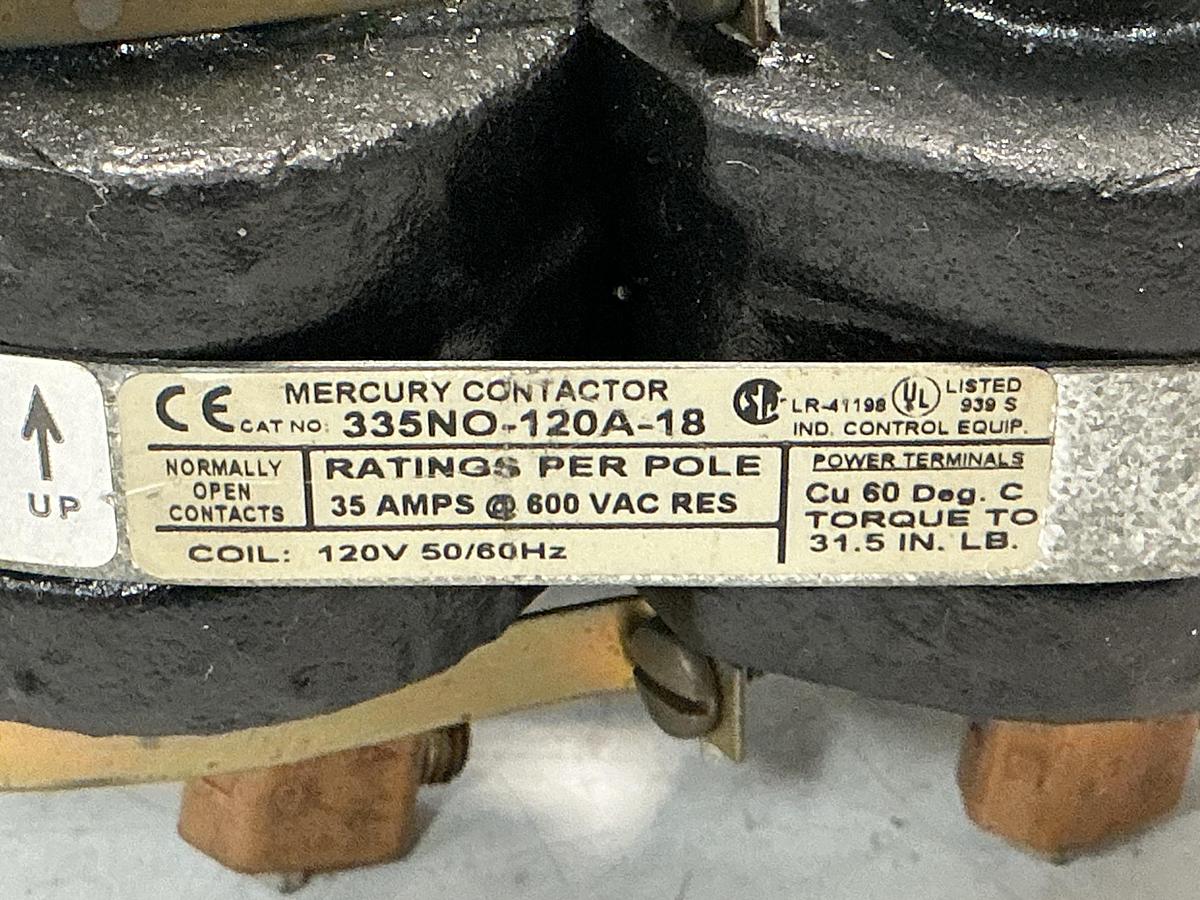 UP
CE MERCURY CONTACTOR
CAT NO: 335NO-120A-18
LR-41198 UL LISTED
939 S
IND. CONTROL EQUIP.
NORMALLY
OPEN
CONTACTS
RATINGS PER POLE
35 AMPS @ 600 VAC RES
COIL: 120V 50/60Hz
POWER TERMINALS
Cu 60 Deg. C
TORQUE TO
31.5 IN. LB.